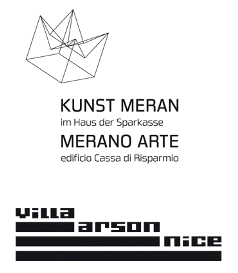 KUNST MERAN
im Haus der Sparkasse
MERANO ARTE
edificio Cassa di Risparmio
villa
arson
nice